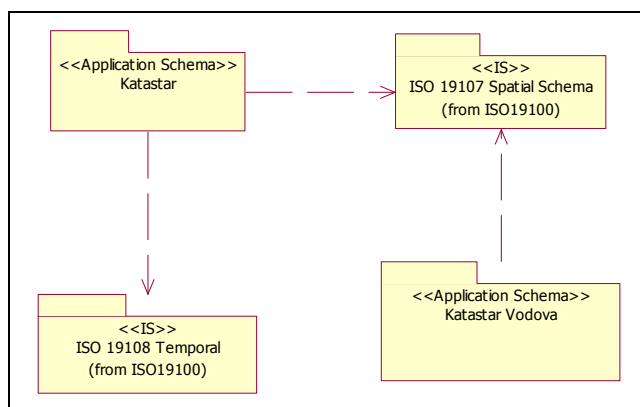 <<Application Schema>>
Katastar
<<IS>>
ISO 19107 Spatial Schema
(from ISO19100)
<<IS>>
ISO 19108 Temporal
(from ISO19100)
<<Application Schema>>
Katastar Vodova